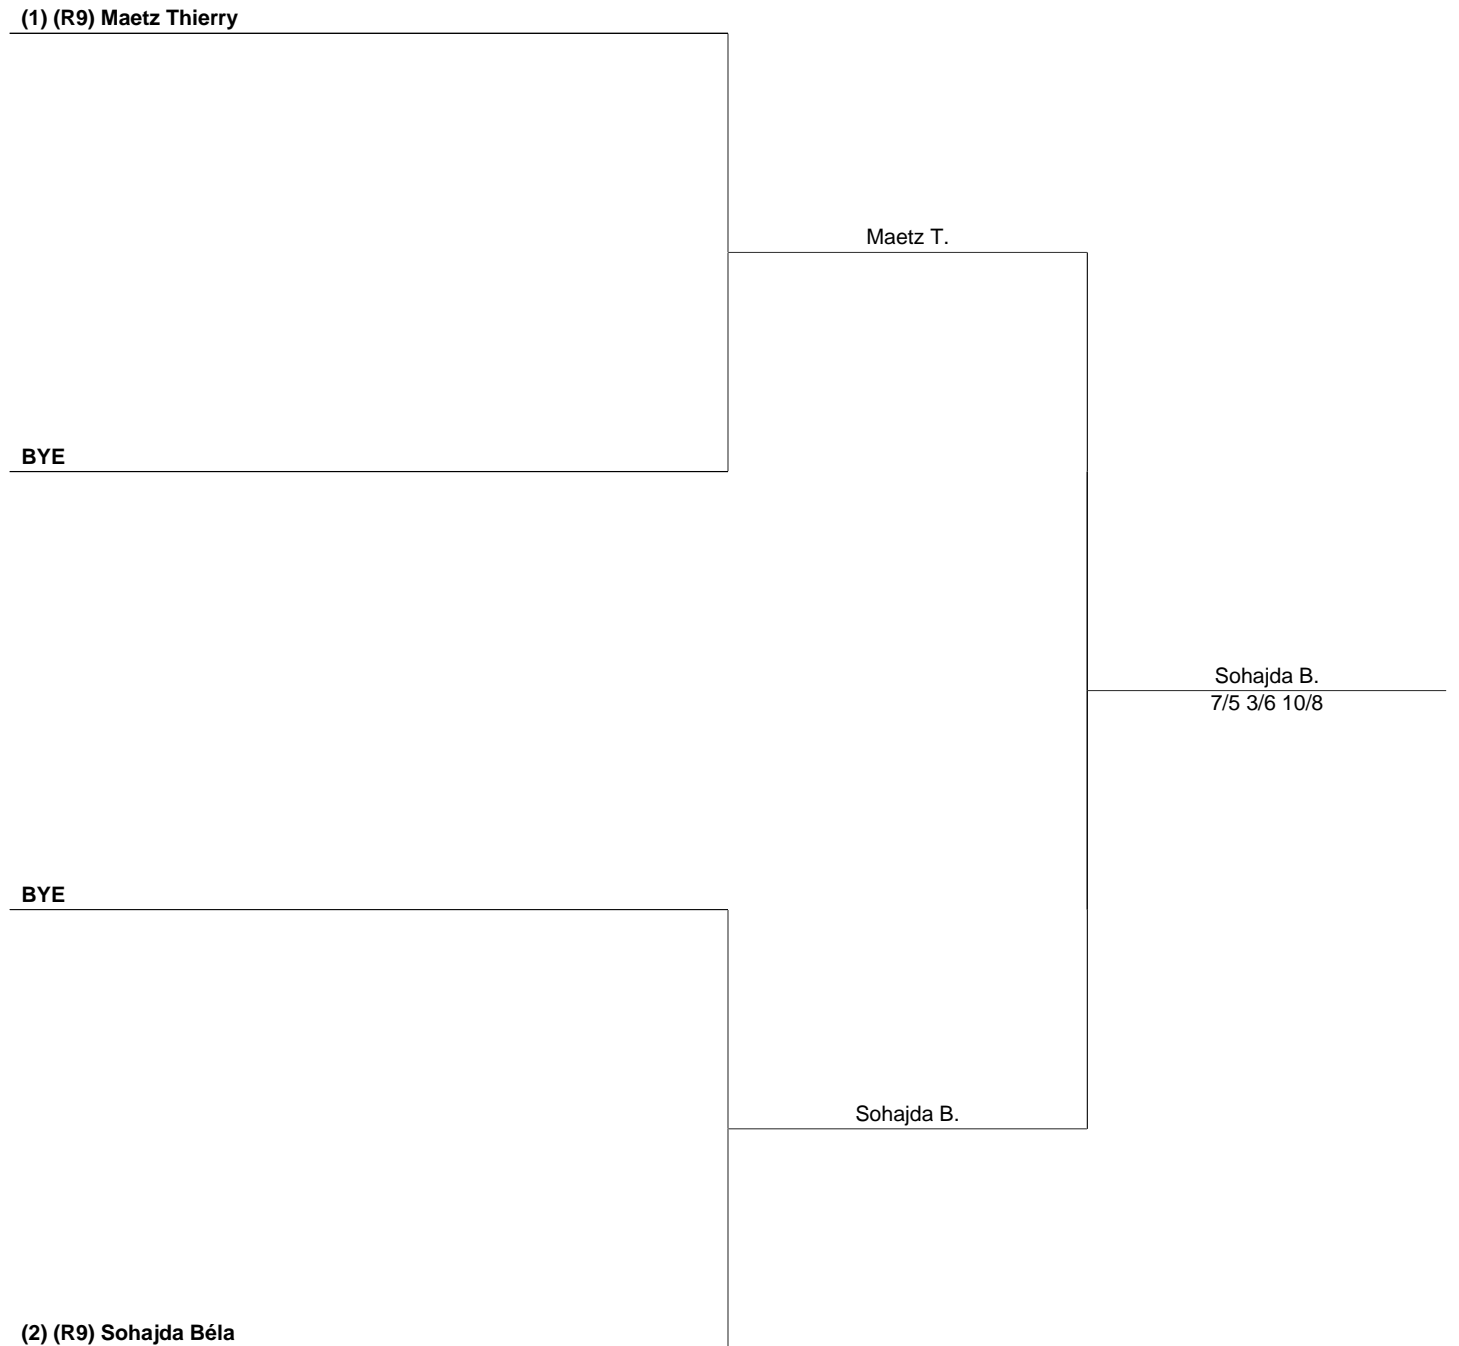 (1) (R9) Maetz Thierry
Maetz T.
BYE
Sohajda B.
7/5 3/6 10/8
BYE
Sohajda B.
(2) (R9) Sohajda Béla